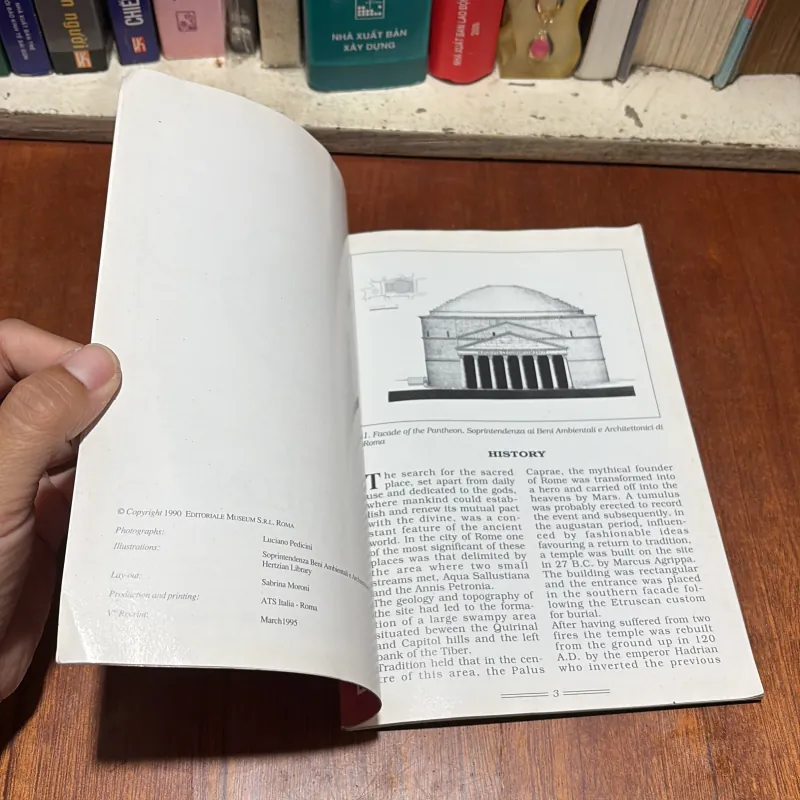 NHÀ XUẤT BẢN
XÂY DỰNG
NHÀ XUẤT BẢN LAO ĐỘ
© Copyright 1990 EDITORIALE MUSEUM S.R.L. ROMA
Photographs:
Luciano Pedicini
Illustrations:
Soprintendenza Beni Ambientali
Hertzian Library
Lay-out:
Sabrina Moroni
Production and printing:
ATS Italia - Roma
March1995
1. Facade of the Pantheon, Soprintendenza ai Beni Ambientali e Architettonici di
Roma
HISTORY
The search for the sacred
place, set apart from daily
use and dedicated to the gods,
where mankind could estab-
lish and renew its mutual pact
with the divine, was a con-
stant feature of the ancient
world. In the city of Rome one
of the most significant of these
places was that delimited by
the area where two small
streams met, Aqua Sallustiana
and the Annis Petronia.
The geology and topography of
the site had led to the forma-
tion of a large swampy area
situated beween the Quirinal
and Capitol hills and the left
bank of the Tiber.
Tradition held that in the cen-
tre of this area, the Palus
Caprae, the mythical founder
of Rome was transformed into
a hero and carried off into the
heavens by Mars. A tumulus
was probably erected to record
the event and subsequently, in
the augustan period, influen-
ced by fashionable ideas
favouring a return to tradition,
a temple was built on the site
in 27 B.C. by Marcus Agrippa.
The building was rectangular
and the entrance was placed
in the southern facade fol-
lowing the Etruscan custom
for burial.
After having suffered from two
fires the temple was rebuilt
from the ground up in 120
A.D. by the emperor Hadrian
who inverted the previous
3